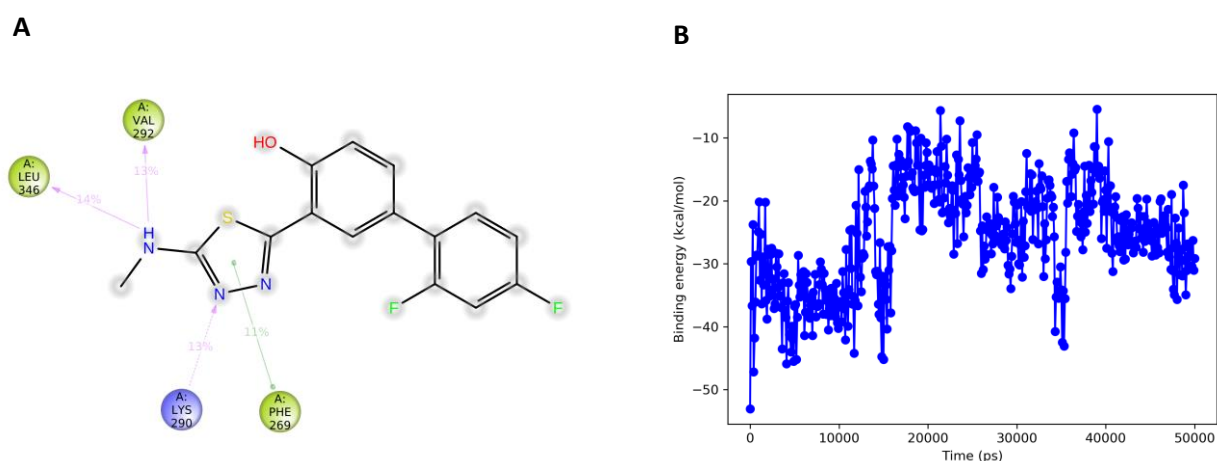 A
B
A:
VAL
292
A:
LEU
346
13%
14%
HO
S
H
N
N
N
F
F
13%
11%
A:
LYS
290
A:
PHE
269
Binding energy (kcal/mol)
−10
−20
−30
−40
−50
0 10000 20000 30000 40000 50000
Time (ps)